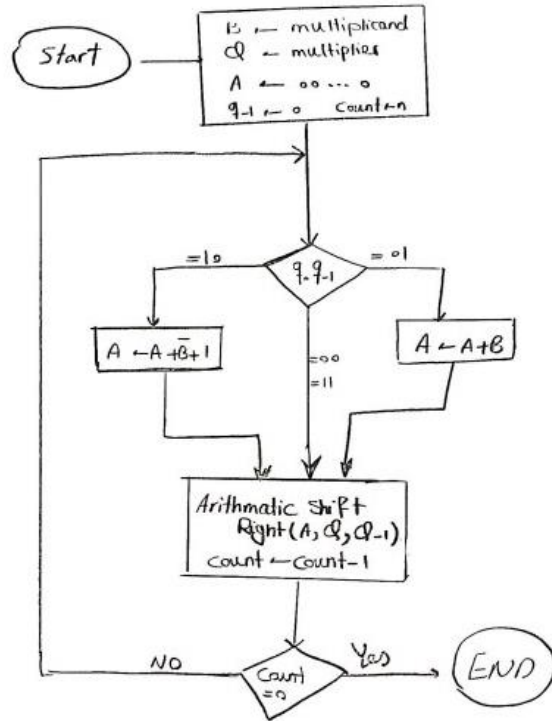 Start
B ← multiplicand
Q ← multiplier
A ← 00....0
q-1 ← 0 Count←n
=10
q.q-1
=01
A ← A+B̄+1
=00
=11
A ← A+B
Arithmatic shift
Right (A, Q, Q-1)
count ← count-1
NO
Count
=0
Yes
END